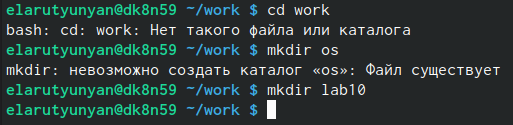 elarutyunyan@dk8n59 ~/work $ cd work
bash: cd: work: Нет такого файла или каталога
elarutyunyan@dk8n59 ~/work $ mkdir os
mkdir: невозможно создать каталог «os»: Файл существует
elarutyunyan@dk8n59 ~/work $ mkdir lab10
elarutyunyan@dk8n59 ~/work $